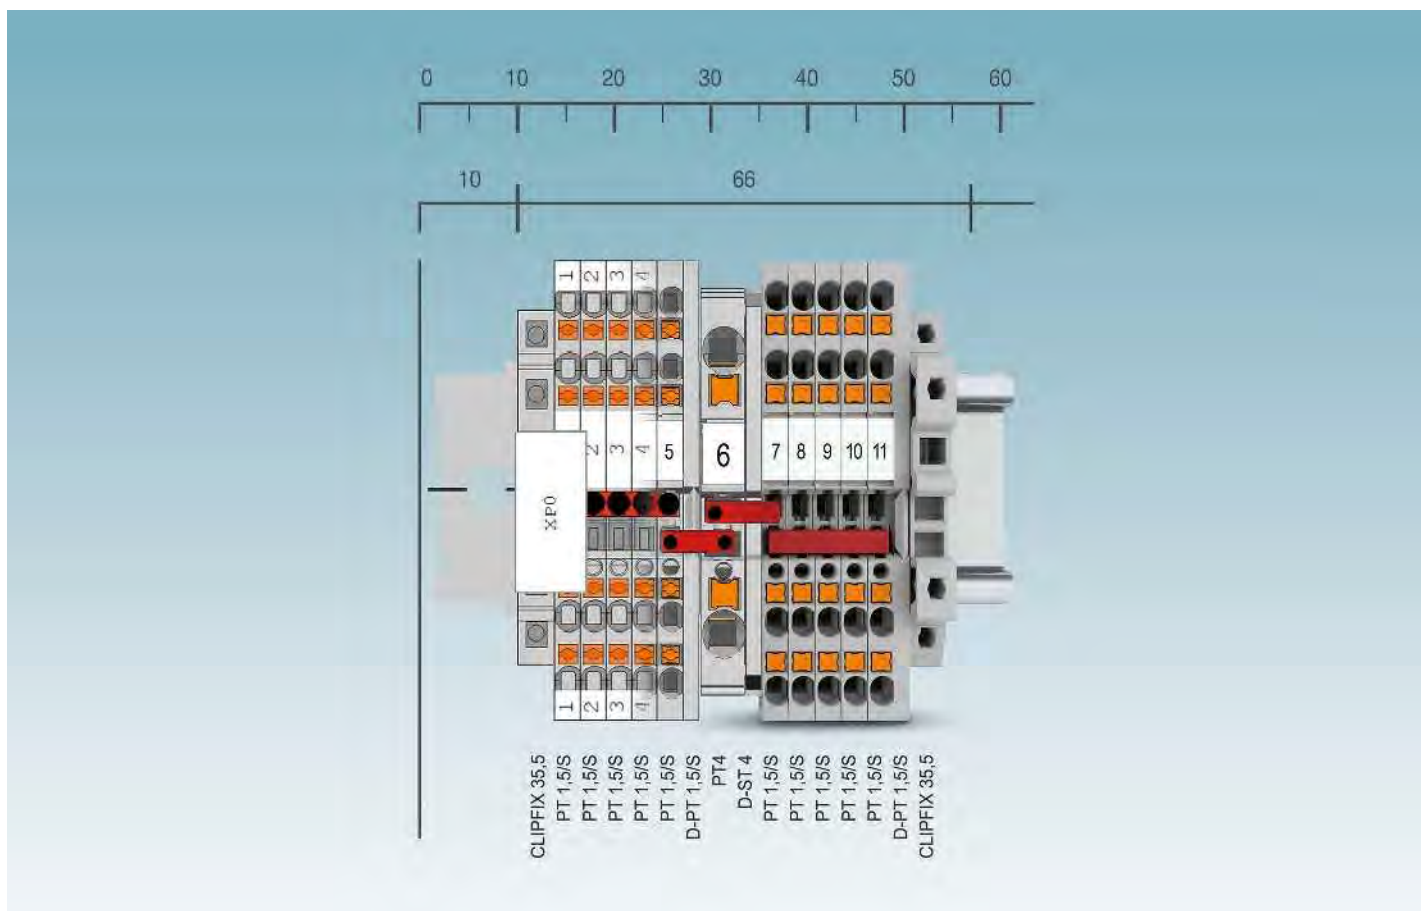 0 10 20 30 40 50 60
10 66
1 2 3 4
2 3 4 5 6 7 8 9 10 11
XP0
1 2 3 4
CLIPFIX 35,5
PT 1,5/S
PT 1,5/S
PT 1,5/S
PT 1,5/S
PT 1,5/S
D-PT 1,5/S
PT4
D-ST 4
PT 1,5/S
PT 1,5/S
PT 1,5/S
PT 1,5/S
PT 1,5/S
D-PT 1,5/S
CLIPFIX 35,5